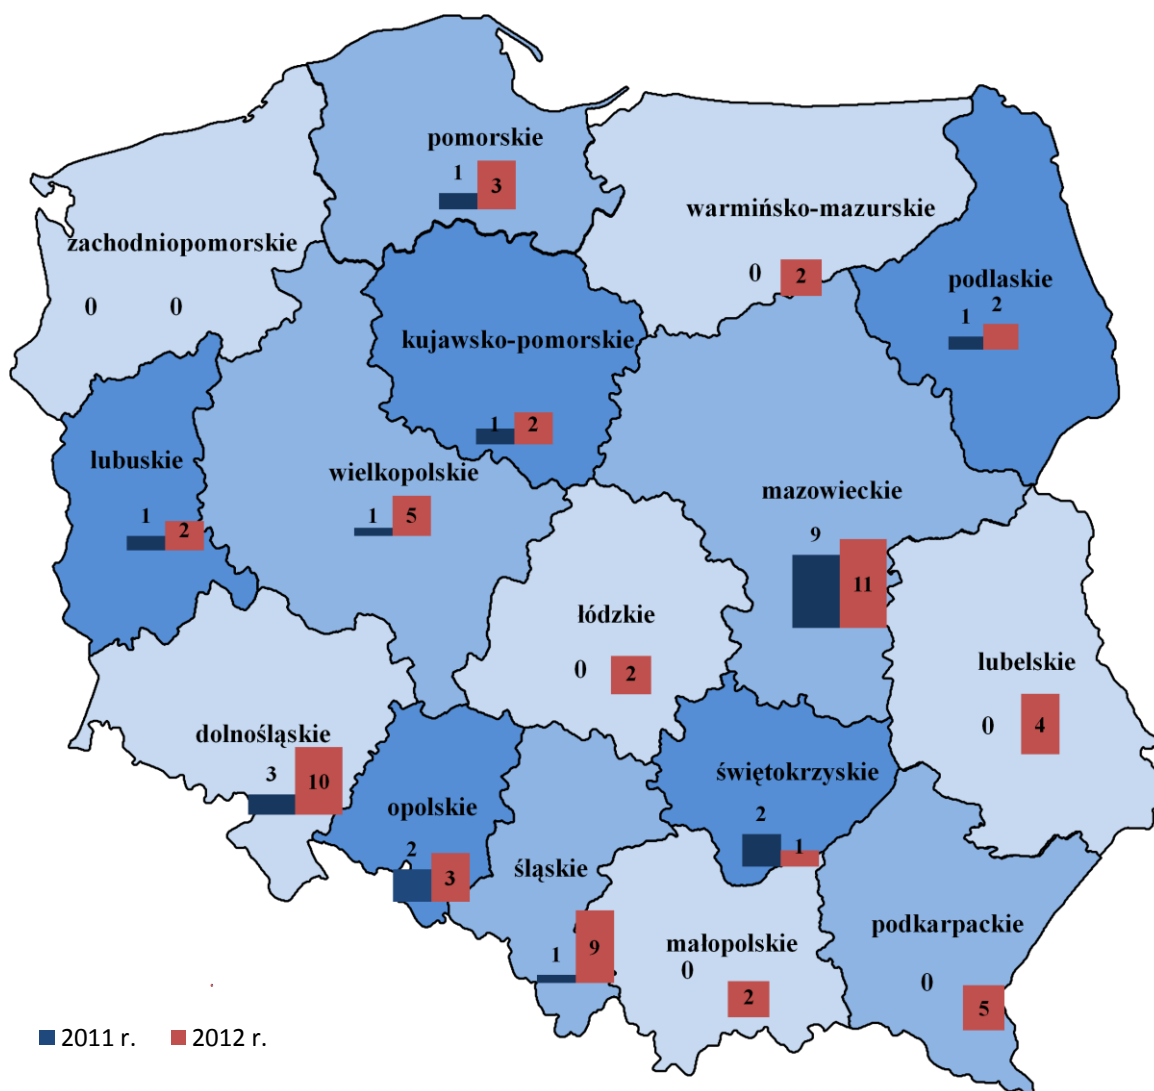 pomorskie
1 3
warmińsko-mazurskie
0 2
zachodniopomorskie
0 0
podlaskie
1 2
kujawsko-pomorskie
1 2
lubuskie
1 2
wielkopolskie
1 5
mazowieckie
9 11
łódzkie
0 2
lubelskie
0 4
dolnośląskie
3 10
opolskie
2 3
świętokrzyskie
2 1
śląskie
1 9
małopolskie
0 2
podkarpackie
0 5
2011 r. 2012 r.